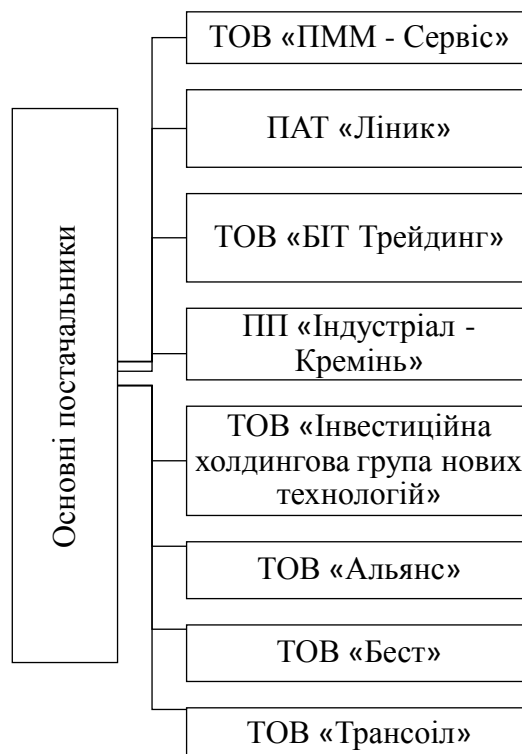 Основні постачальники
ТОВ «ПММ - Сервіс»
ПАТ «Ліник»
ТОВ «БІТ Трейдинг»
ПП «Індустріал -
Кремінь»
ТОВ «Інвестиційна
холдингова група нових
технологій»
ТОВ «Альянс»
ТОВ «Бест»
ТОВ «Трансоіл»